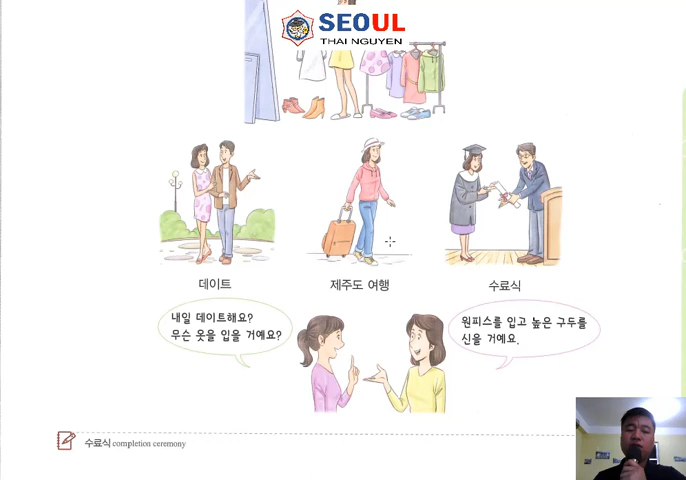 SEOUL
THAI NGUYEN
데이트
제주도 여행
수료식
내일 데이트해요?
무슨 옷을 입을 거예요?
원피스를 입고 높은 구두를
신을 거예요.
수료식 completion ceremony